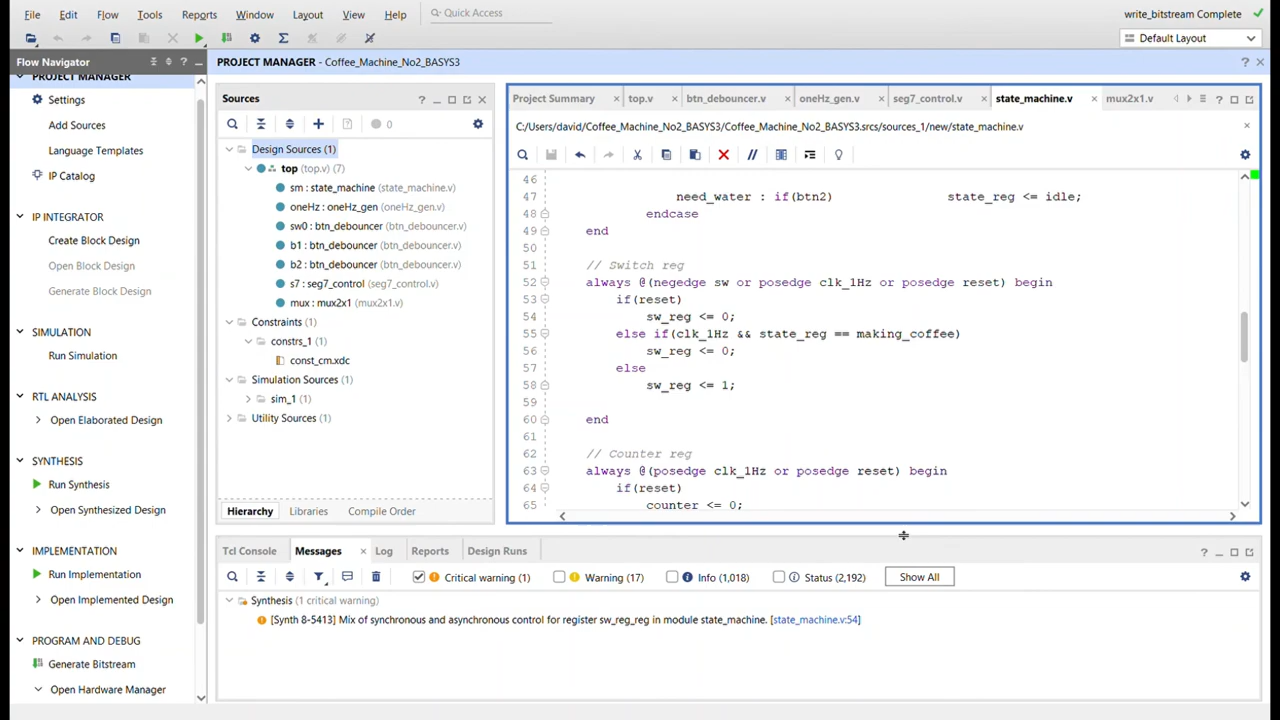 File Edit Flow Tools Reports Window Layout View Help Quick Access write_bitstream Complete
Default Layout
Flow Navigator
PROJECT MANAGER
Settings
Add Sources
Language Templates
IP Catalog
IP INTEGRATOR
Create Block Design
Open Block Design
Generate Block Design
SIMULATION
Run Simulation
RTL ANALYSIS
Open Elaborated Design
SYNTHESIS
Run Synthesis
Open Synthesized Design
IMPLEMENTATION
Run Implementation
Open Implemented Design
PROGRAM AND DEBUG
Generate Bitstream
Open Hardware Manager
PROJECT MANAGER - Coffee_Machine_No2_BASYS3
Sources
0
Design Sources (1)
top (top.v) (7)
sm : state_machine (state_machine.v)
oneHz : oneHz_gen (oneHz_gen.v)
sw0 : btn_debouncer (btn_debouncer.v)
b1 : btn_debouncer (btn_debouncer.v)
b2 : btn_debouncer (btn_debouncer.v)
s7 : seg7_control (seg7_control.v)
mux : mux2x1 (mux2x1.v)
Constraints (1)
constrs_1 (1)
const_cm.xdc
Simulation Sources (1)
sim_1 (1)
Utility Sources (1)
Hierarchy Libraries Compile Order
Project Summary top.v btn_debouncer.v oneHz_gen.v seg7_control.v state_machine.v mux2x1.v
C:/Users/david/Coffee_Machine_No2_BASYS3/Coffee_Machine_No2_BASYS3.srcs/sources_1/new/state_machine.v
46
47 need_water : if(btn2) state_reg <= idle;
48 endcase
49 end
50
51 // Switch reg
52 always @(negedge sw or posedge clk_1Hz or posedge reset) begin
53 if(reset)
54 sw_reg <= 0;
55 else if(clk_1Hz && state_reg == making_coffee)
56 sw_reg <= 0;
57 else
58 sw_reg <= 1;
59
60 end
61
62 // Counter reg
63 always @(posedge clk_1Hz or posedge reset) begin
64 if(reset)
65 counter <= 0;
Tcl Console Messages Log Reports Design Runs
Critical warning (1) Warning (17) Info (1,018) Status (2,192) Show All
Synthesis (1 critical warning)
[Synth 8-5413] Mix of synchronous and asynchronous control for register sw_reg_reg in module state_machine. [state_machine.v:54]